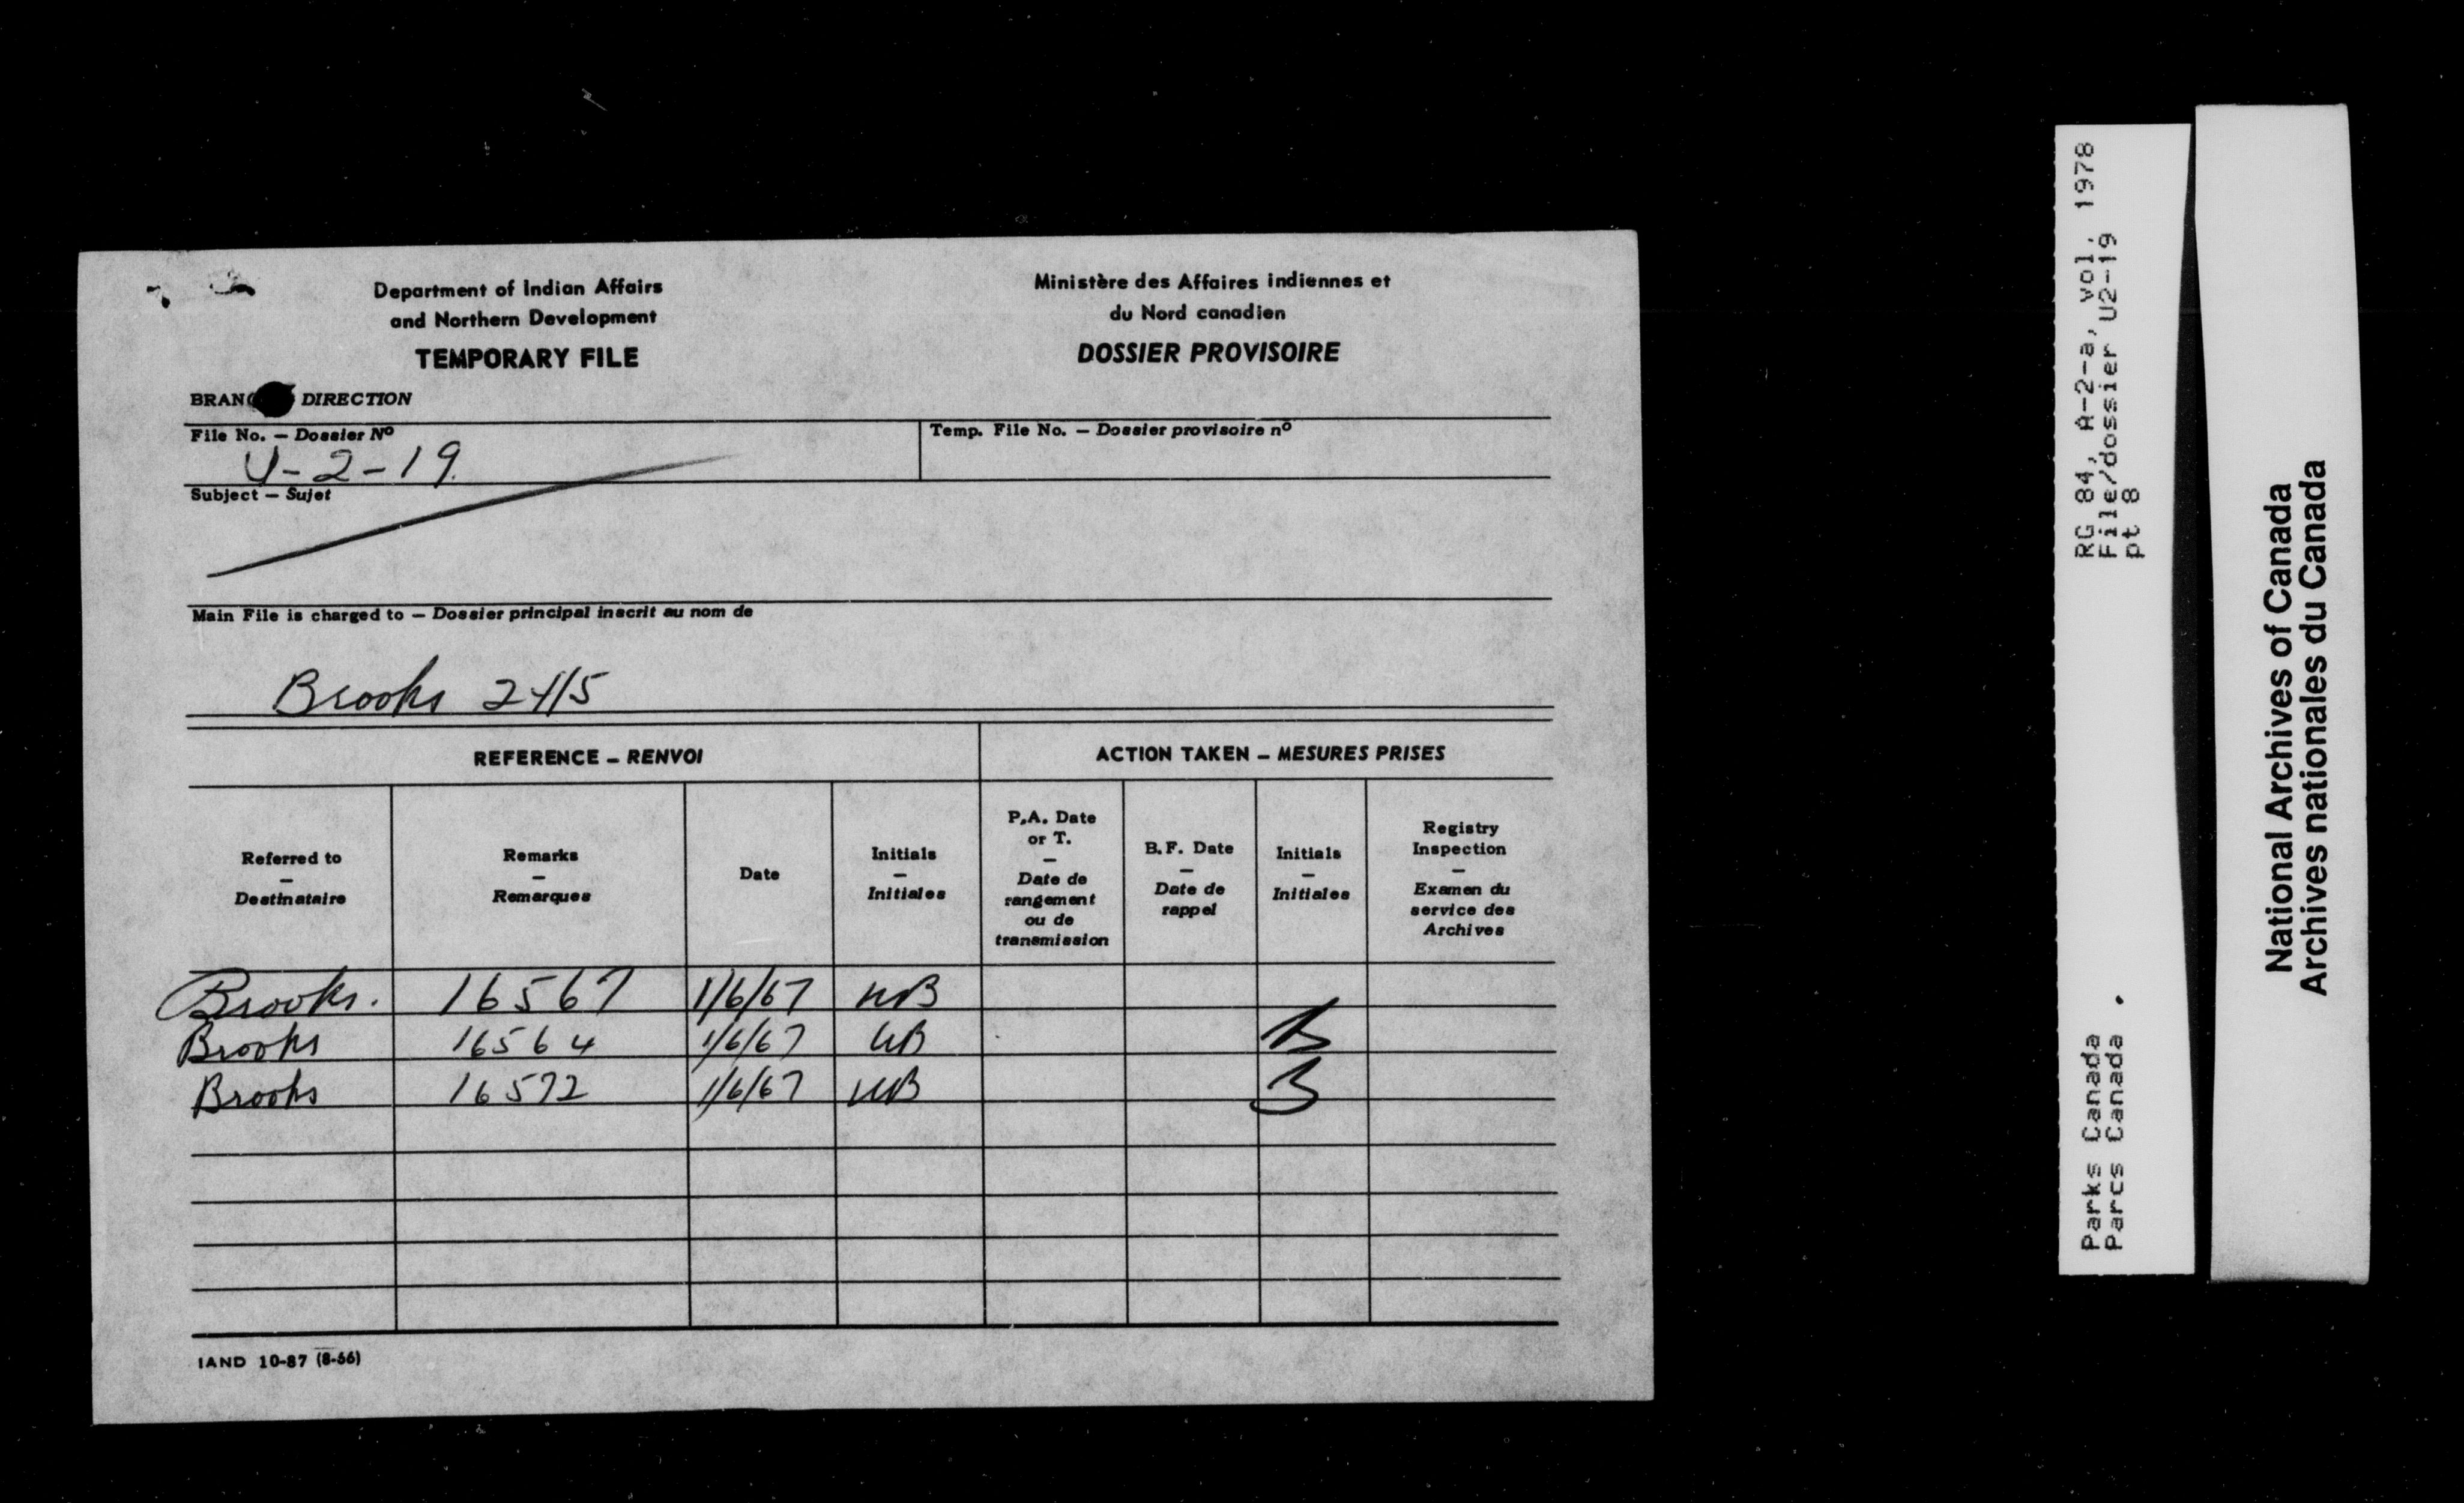 Department of Indian Affairs
and Northern Development
TEMPORARY FILE
Ministère des Affaires indiennes et
du Nord canadien
DOSSIER PROVISOIRE
BRANC DIRECTION
File No. — Dossier Nº
U-2-19.
Temp. File No. — Dossier provisoire nº
Subject — Sujet
Main File is charged to — Dossier principal inscrit au nom de
Brooks 24/5
REFERENCE – RENVOI
ACTION TAKEN – MESURES PRISES
Referred to
–
Destinataire
Remarks
–
Remarques
Date
Initials
–
Initiales
P.A. Date
or T.
–
Date de
rangement
ou de
transmission
B.F. Date
–
Date de
rappel
Initials
–
Initiales
Registry
Inspection
–
Examen du
service des
Archives
Brooks. 16567 1/6/67
Brooks 16564 1/6/67 B
Brooks 16572 1/6/67 B
IAND 10-87 (8-66)
RG 84, A-2-a, vol. 1978
File/dossier U2-19
pt 8
Parks Canada
Parcs Canada
National Archives of Canada
Archives nationales du Canada